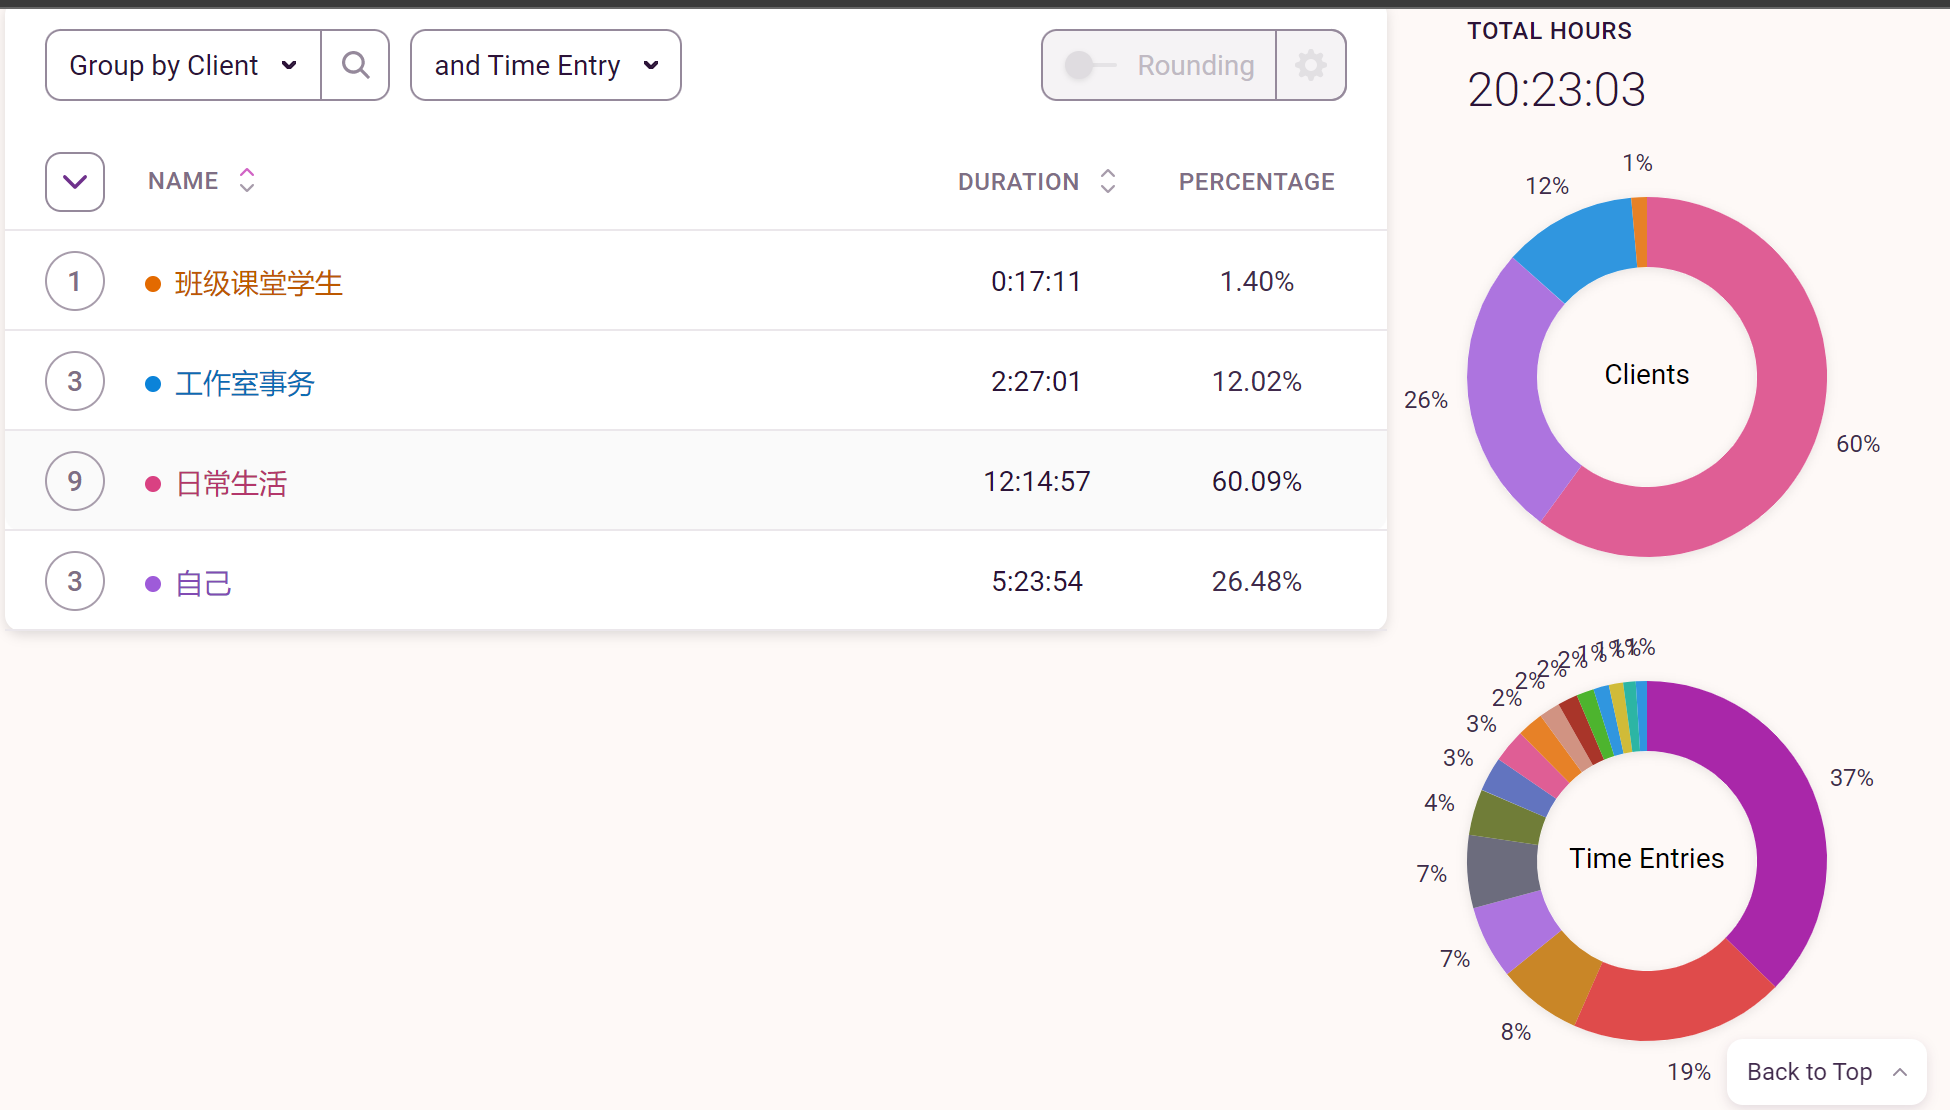 Group by Client
and Time Entry
Rounding
NAME
DURATION
PERCENTAGE
1
班级课堂学生
0:17:11
1.40%
3
工作室事务
2:27:01
12.02%
9
日常生活
12:14:57
60.09%
3
自己
5:23:54
26.48%
TOTAL HOURS
20:23:03
1%
12%
26%
60%
Clients
1%
1%
1%
1%
2%
2%
2%
2%
3%
3%
4%
7%
7%
8%
19%
37%
Time Entries
Back to Top